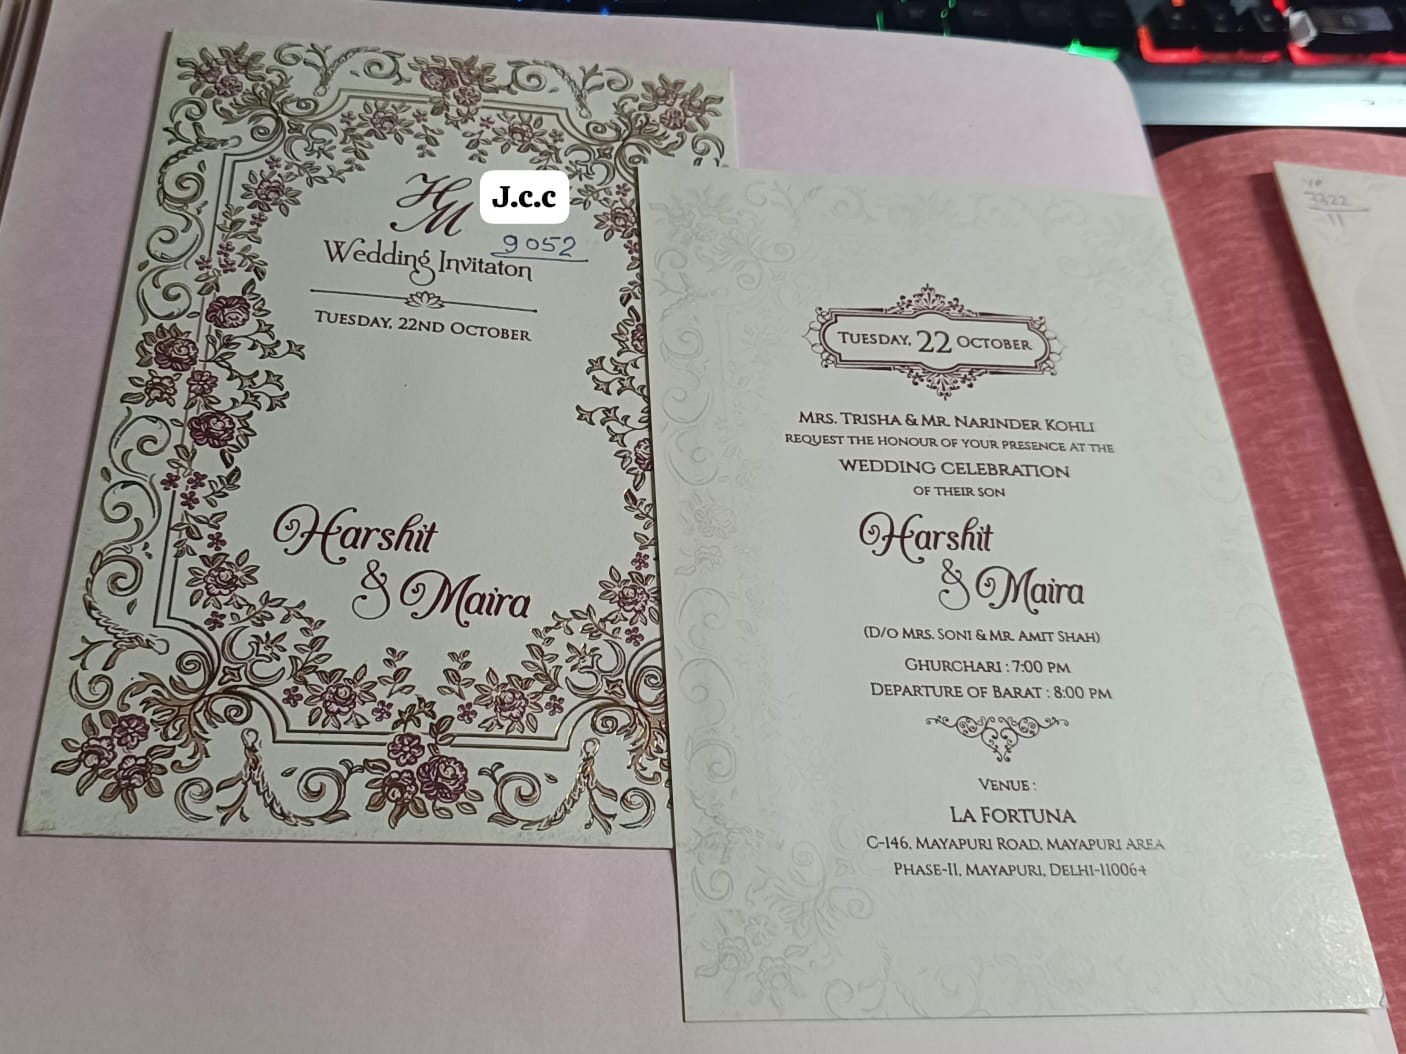 HM
J.c.c
9052
Wedding Invitaton
TUESDAY, 22ND OCTOBER
Harshit
& Maira
TUESDAY, 22 OCTOBER
MRS. TRISHA & MR. NARINDER KOHLI
REQUEST THE HONOUR OF YOUR PRESENCE AT THE
WEDDING CELEBRATION
OF THEIR SON
Harshit
& Maira
(D/O MRS. SONI & MR. AMIT SHAH)
GHURCHARI : 7:00 PM
DEPARTURE OF BARAT : 8:00 PM
VENUE :
LA FORTUNA
C-146, MAYAPURI ROAD, MAYAPURI AREA
PHASE-II, MAYAPURI, DELHI-110064
3322
11